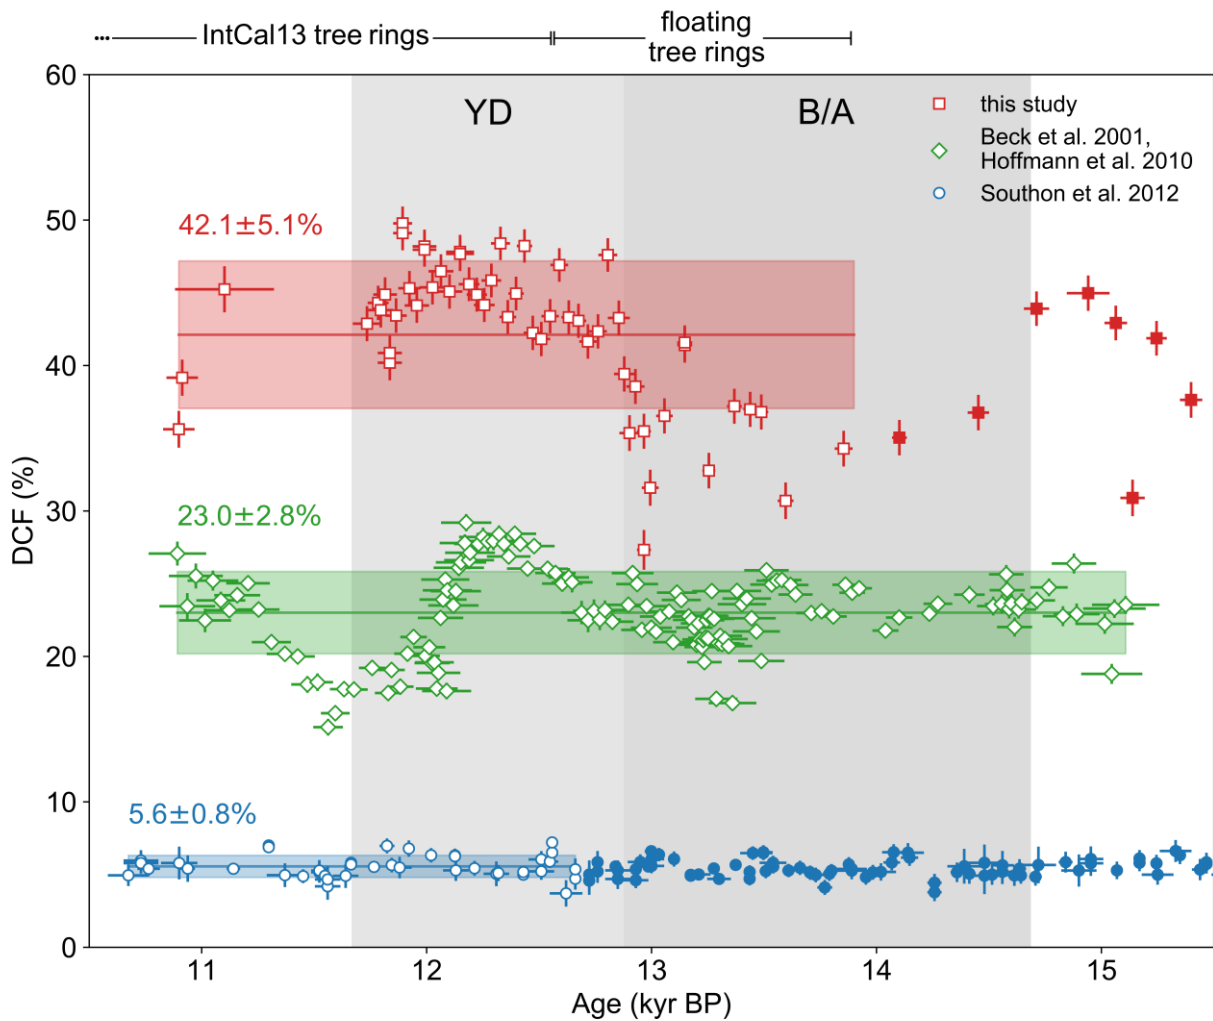 IntCal13 tree rings
floating
tree rings
60
50
40
30
20
10
0
DCF (%)
YD
B/A
this study
Beck et al. 2001,
Hoffmann et al. 2010
Southon et al. 2012
42.1±5.1%
23.0±2.8%
5.6±0.8%
11
12
13
14
15
Age (kyr BP)